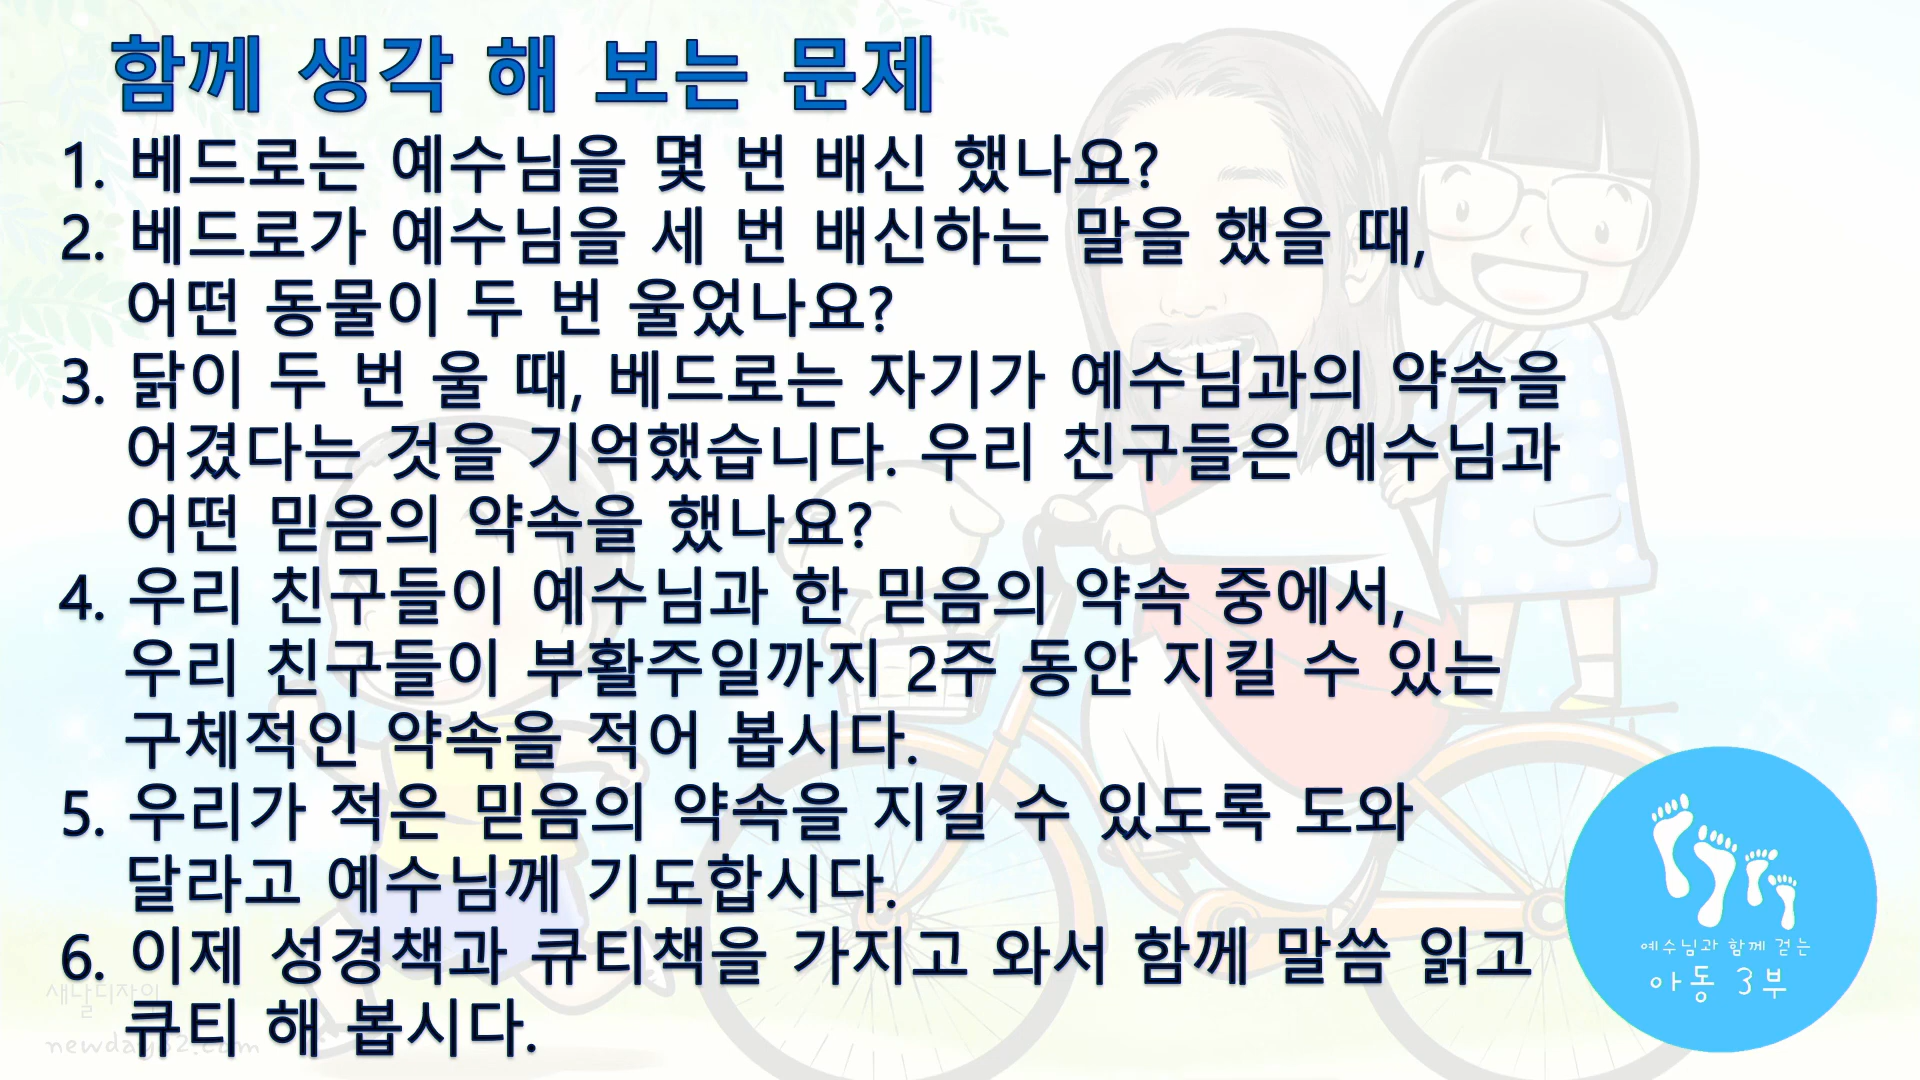 함께 생각 해 보는 문제
1. 베드로는 예수님을 몇 번 배신 했나요?
2. 베드로가 예수님을 세 번 배신하는 말을 했을 때,
어떤 동물이 두 번 울었나요?
3. 닭이 두 번 울 때, 베드로는 자기가 예수님과의 약속을
어겼다는 것을 기억했습니다. 우리 친구들은 예수님과
어떤 믿음의 약속을 했나요?
4. 우리 친구들이 예수님과 한 믿음의 약속 중에서,
우리 친구들이 부활주일까지 2주 동안 지킬 수 있는
구체적인 약속을 적어 봅시다.
5. 우리가 적은 믿음의 약속을 지킬 수 있도록 도와
달라고 예수님께 기도합시다.
6. 이제 성경책과 큐티책을 가지고 와서 함께 말씀 읽고
큐티 해 봅시다.
예수님과 함께 걷는
아동 3부
새날디자인
newday62.com